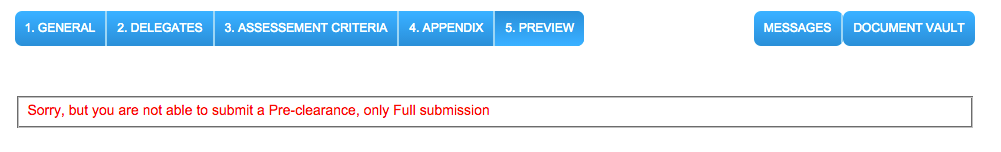 1. GENERAL 2. DELEGATES 3. ASSESSEMENT CRITERIA 4. APPENDIX 5. PREVIEW MESSAGES DOCUMENT VAULT
Sorry, but you are not able to submit a Pre-clearance, only Full submission